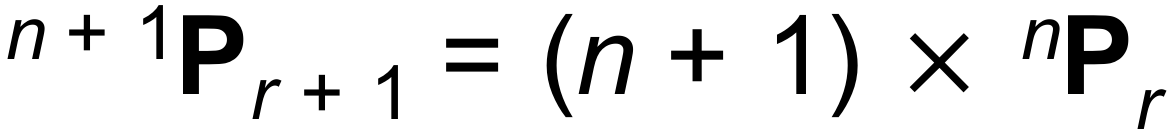 ⁿ⁺¹Pᵣ₊₁ = (n + 1) × ⁿPᵣ